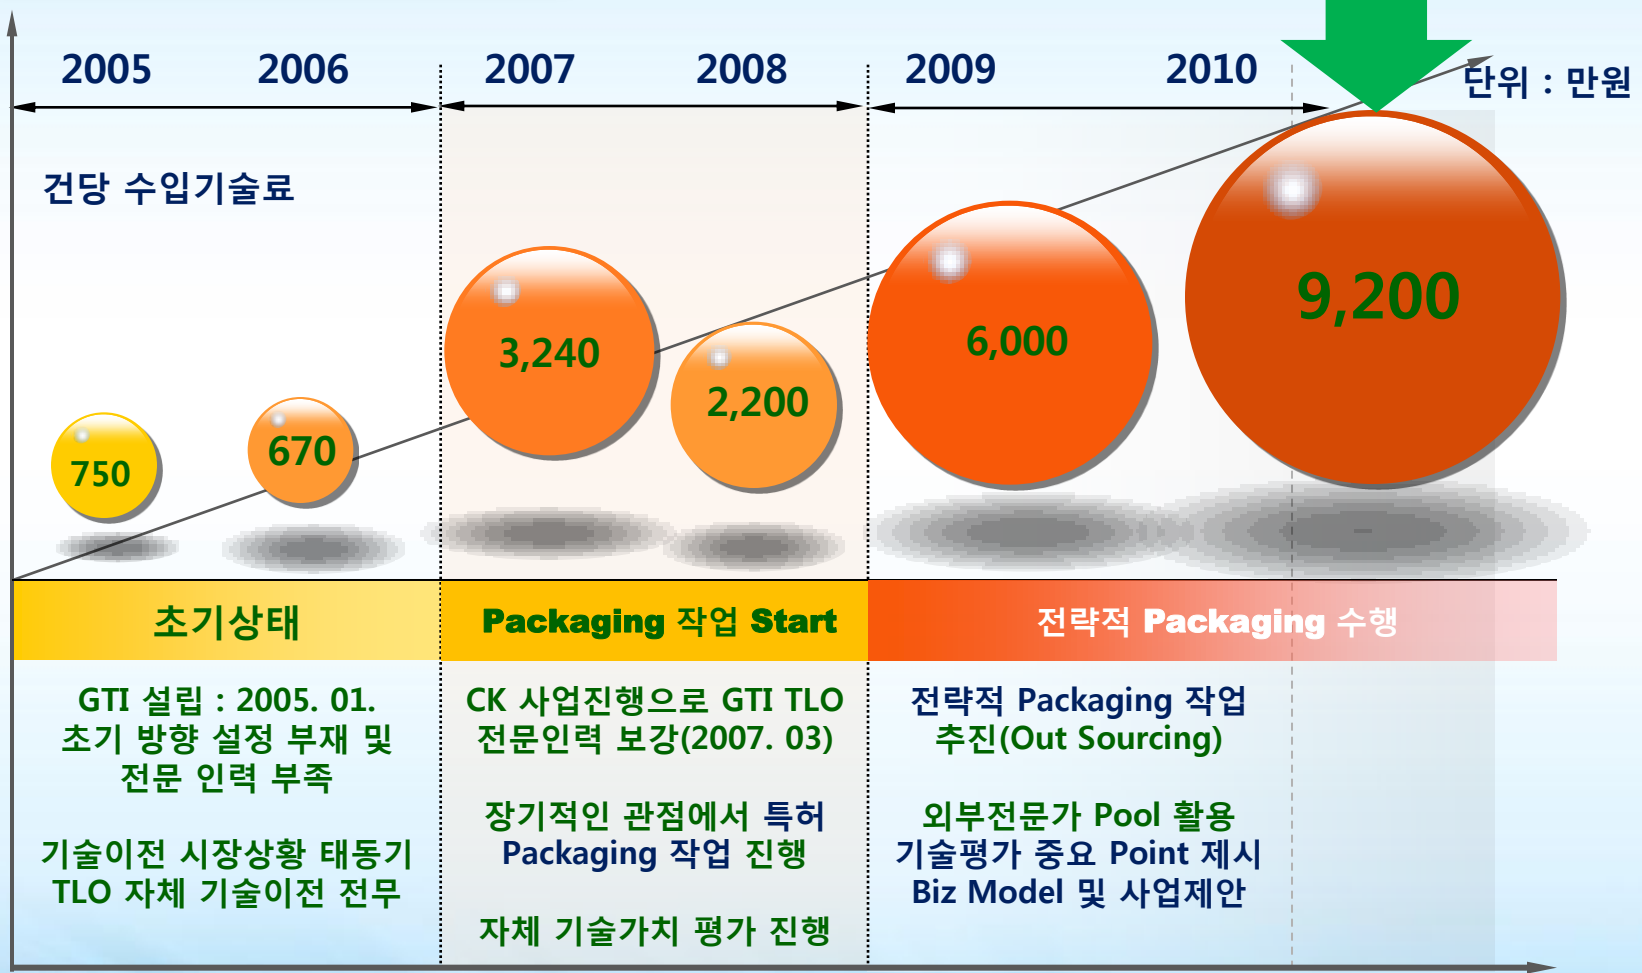 2005
2006
2007
2008
2009
2010
단위 : 만원
건당 수입기술료
750
670
3,240
2,200
6,000
9,200
초기상태
Packaging 작업 Start
전략적 Packaging 수행
GTI 설립 : 2005. 01.
초기 방향 설정 부재 및
전문 인력 부족
기술이전 시장상황 태동기
TLO 자체 기술이전 전무
CK 사업진행으로 GTI TLO
전문인력 보강(2007. 03)
장기적인 관점에서 특허
Packaging 작업 진행
자체 기술가치 평가 진행
전략적 Packaging 작업
추진(Out Sourcing)
외부전문가 Pool 활용
기술평가 중요 Point 제시
Biz Model 및 사업제안